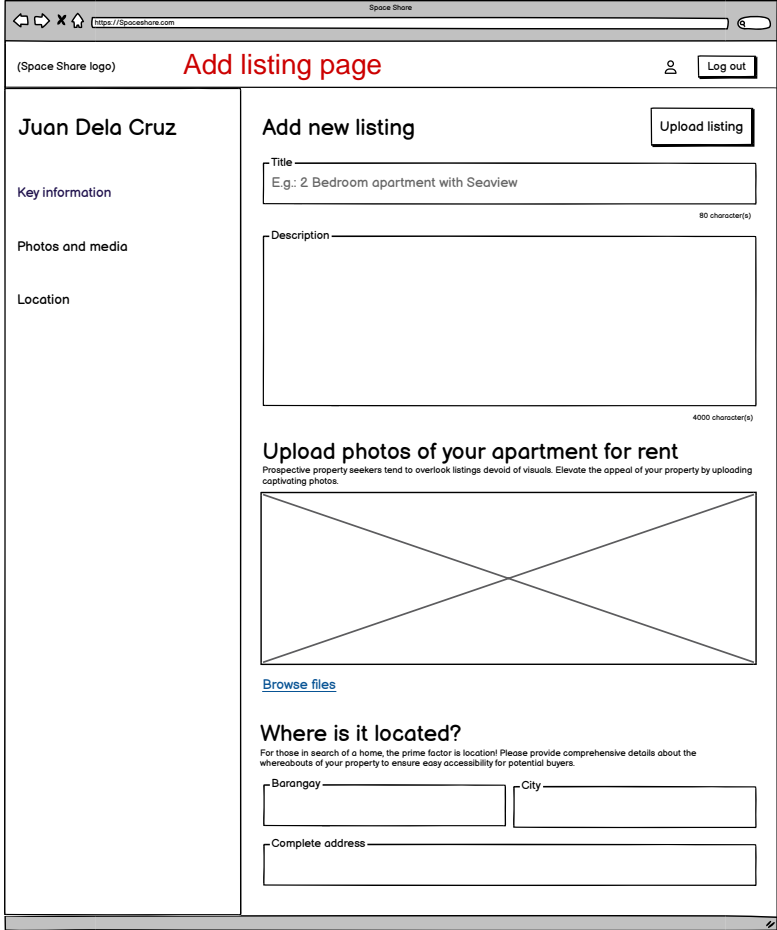 Space Share
https://Spaceshare.com
(Space Share logo)
Add listing page
Log out
Juan Dela Cruz
Key information
Photos and media
Location
Add new listing
Upload listing
Title
E.g.: 2 Bedroom apartment with Seaview
80 character(s)
Description
4000 character(s)
Upload photos of your apartment for rent
Prospective property seekers tend to overlook listings devoid of visuals. Elevate the appeal of your property by uploading
captivating photos.
Browse files
Where is it located?
For those in search of a home, the prime factor is location! Please provide comprehensive details about the
whereabouts of your property to ensure easy accessibility for potential buyers.
Barangay
City
Complete address